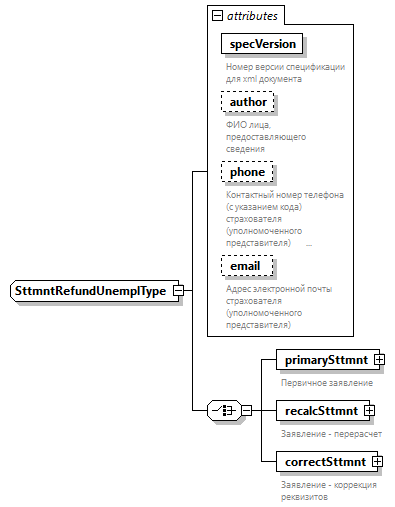 attributes
specVersion
Номер версии спецификации
для xml документа
author
ФИО лица,
предоставляющего
сведения
phone
Контактный номер телефона
(с указанием кода)
страхователя
(уполномоченного
представителя) ...
email
Адрес электронной почты
страхователя
(уполномоченного
представителя)
SttmntRefundUnemplType
primarySttmnt
Первичное заявление
recalcSttmnt
Заявление - перерасчет
correctSttmnt
Заявление - коррекция
реквизитов